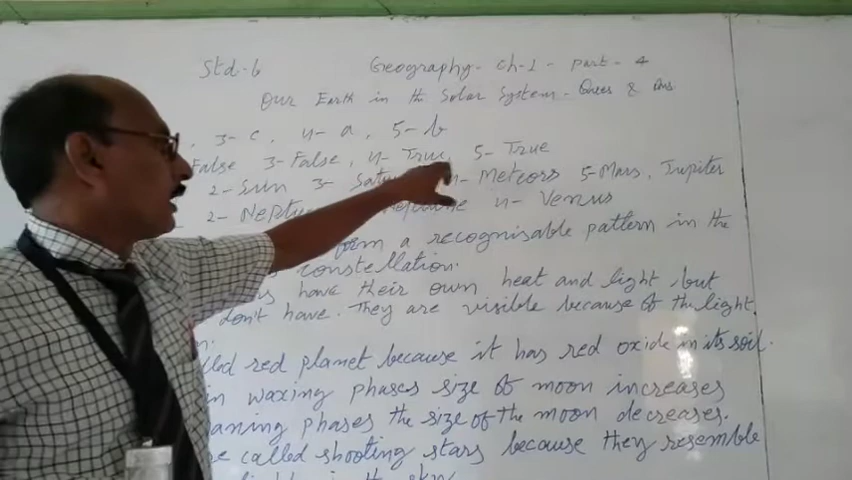 Std-6 Geography- ch-1- part- 4
Our Earth in the Solar System- Ques & Ans
, 3- c, 4- a, 5- b
False 3- False, 4- True, 5- True
2- Sun 3- 4- Meteors 5- Mars, Jupiter
2- Neptune 4- Venus
form a recognisable pattern in the
constellation.
have their own heat and light, but
don't have. They are visible because of the light.
red planet because it has red oxide in its soil.
in waxing phases size of moon increases
phases the size of the moon decreases.
called shooting stars because they resemble
in the sky